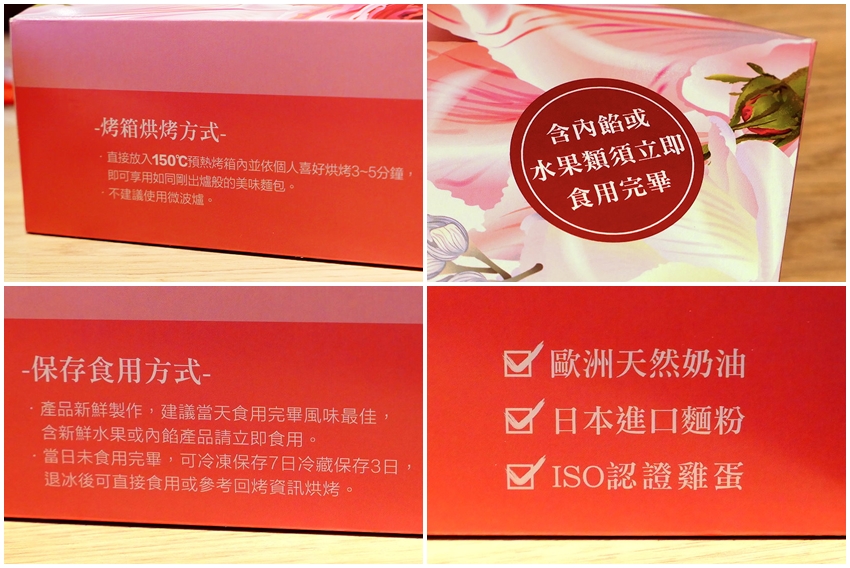 -烤箱烘烤方式-
· 直接放入150℃預熱烤箱內並依個人喜好烘烤3~5分鐘，
即可享用如同剛出爐般的美味麵包。
· 不建議使用微波爐。
含內餡或
水果類須立即
食用完畢
-保存食用方式-
· 產品新鮮製作，建議當天食用完畢風味最佳，
含新鮮水果或內餡產品請立即食用。
· 當日未食用完畢，可冷凍保存7日冷藏保存3日，
退冰後可直接食用或參考回烤資訊烘烤。
歐洲天然奶油
日本進口麵粉
ISO認證雞蛋